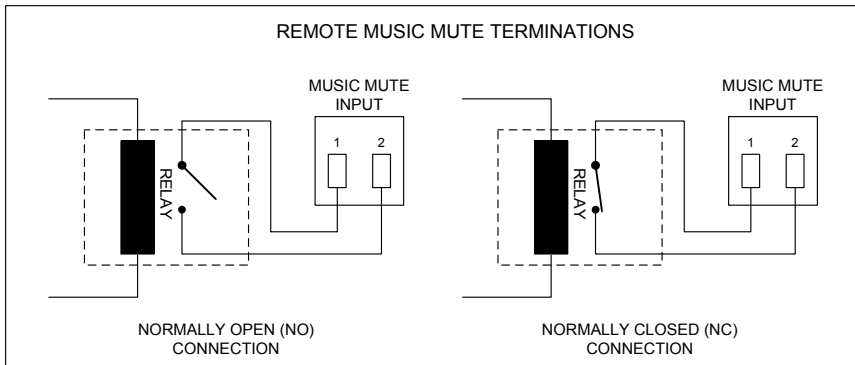 REMOTE MUSIC MUTE TERMINATIONS
MUSIC MUTE
INPUT
1 2
RELAY
NORMALLY OPEN (NO)
CONNECTION
MUSIC MUTE
INPUT
1 2
RELAY
NORMALLY CLOSED (NC)
CONNECTION